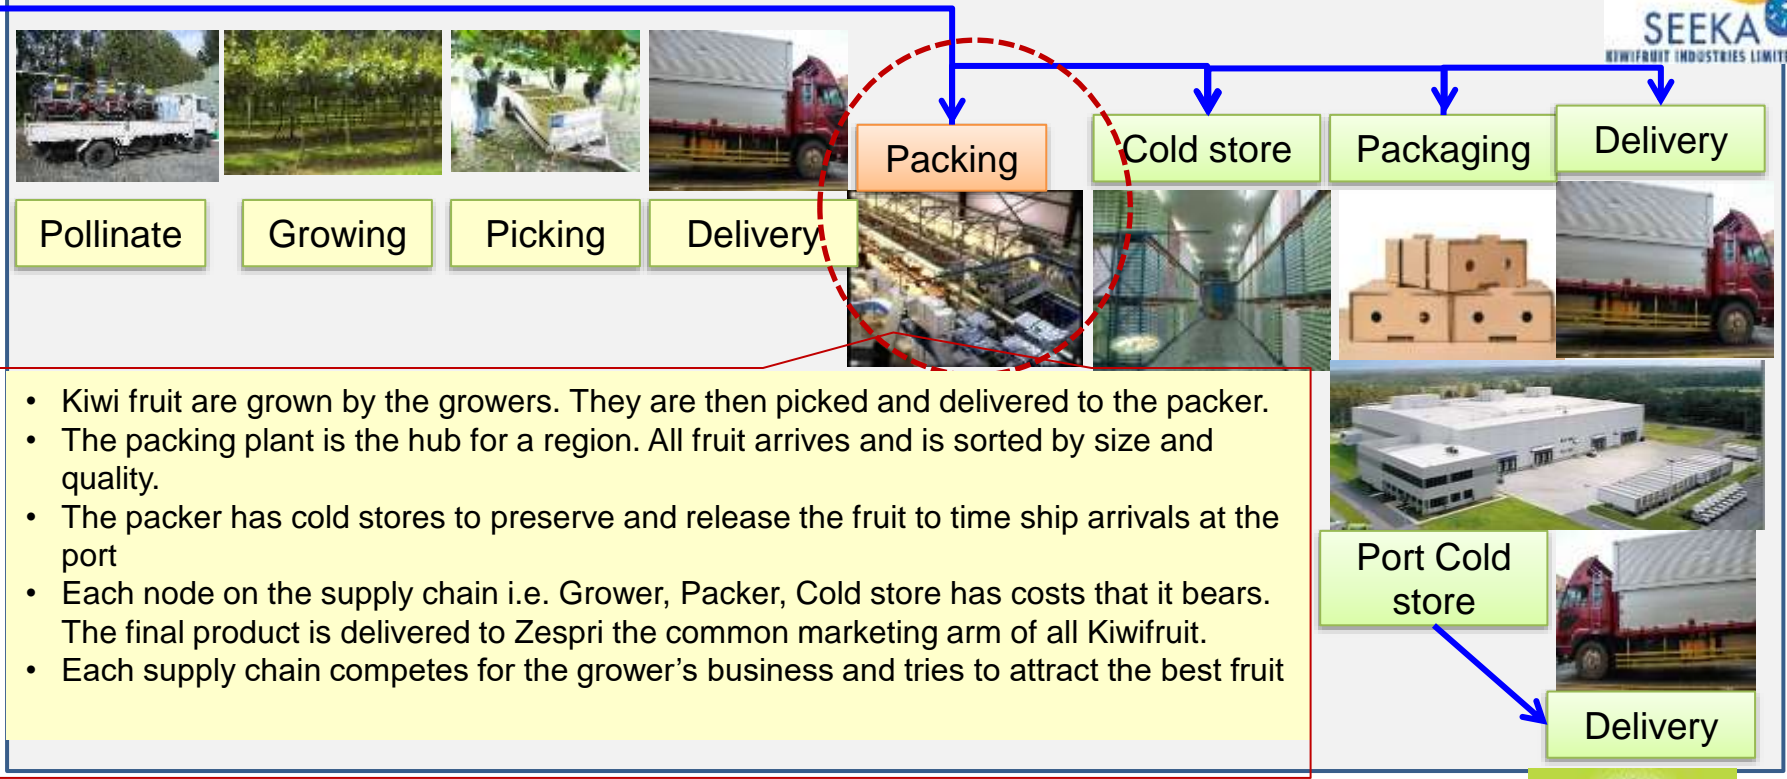 SEEKA
KIWIFRUIT INDUSTRIES LIMIT
Pollinate
Growing
Picking
Delivery
Packing
Cold store
Packaging
Delivery
• Kiwi fruit are grown by the growers. They are then picked and delivered to the packer.
• The packing plant is the hub for a region. All fruit arrives and is sorted by size and
quality.
• The packer has cold stores to preserve and release the fruit to time ship arrivals at the
port
• Each node on the supply chain i.e. Grower, Packer, Cold store has costs that it bears.
The final product is delivered to Zespri the common marketing arm of all Kiwifruit.
• Each supply chain competes for the grower’s business and tries to attract the best fruit
Port Cold
store
Delivery